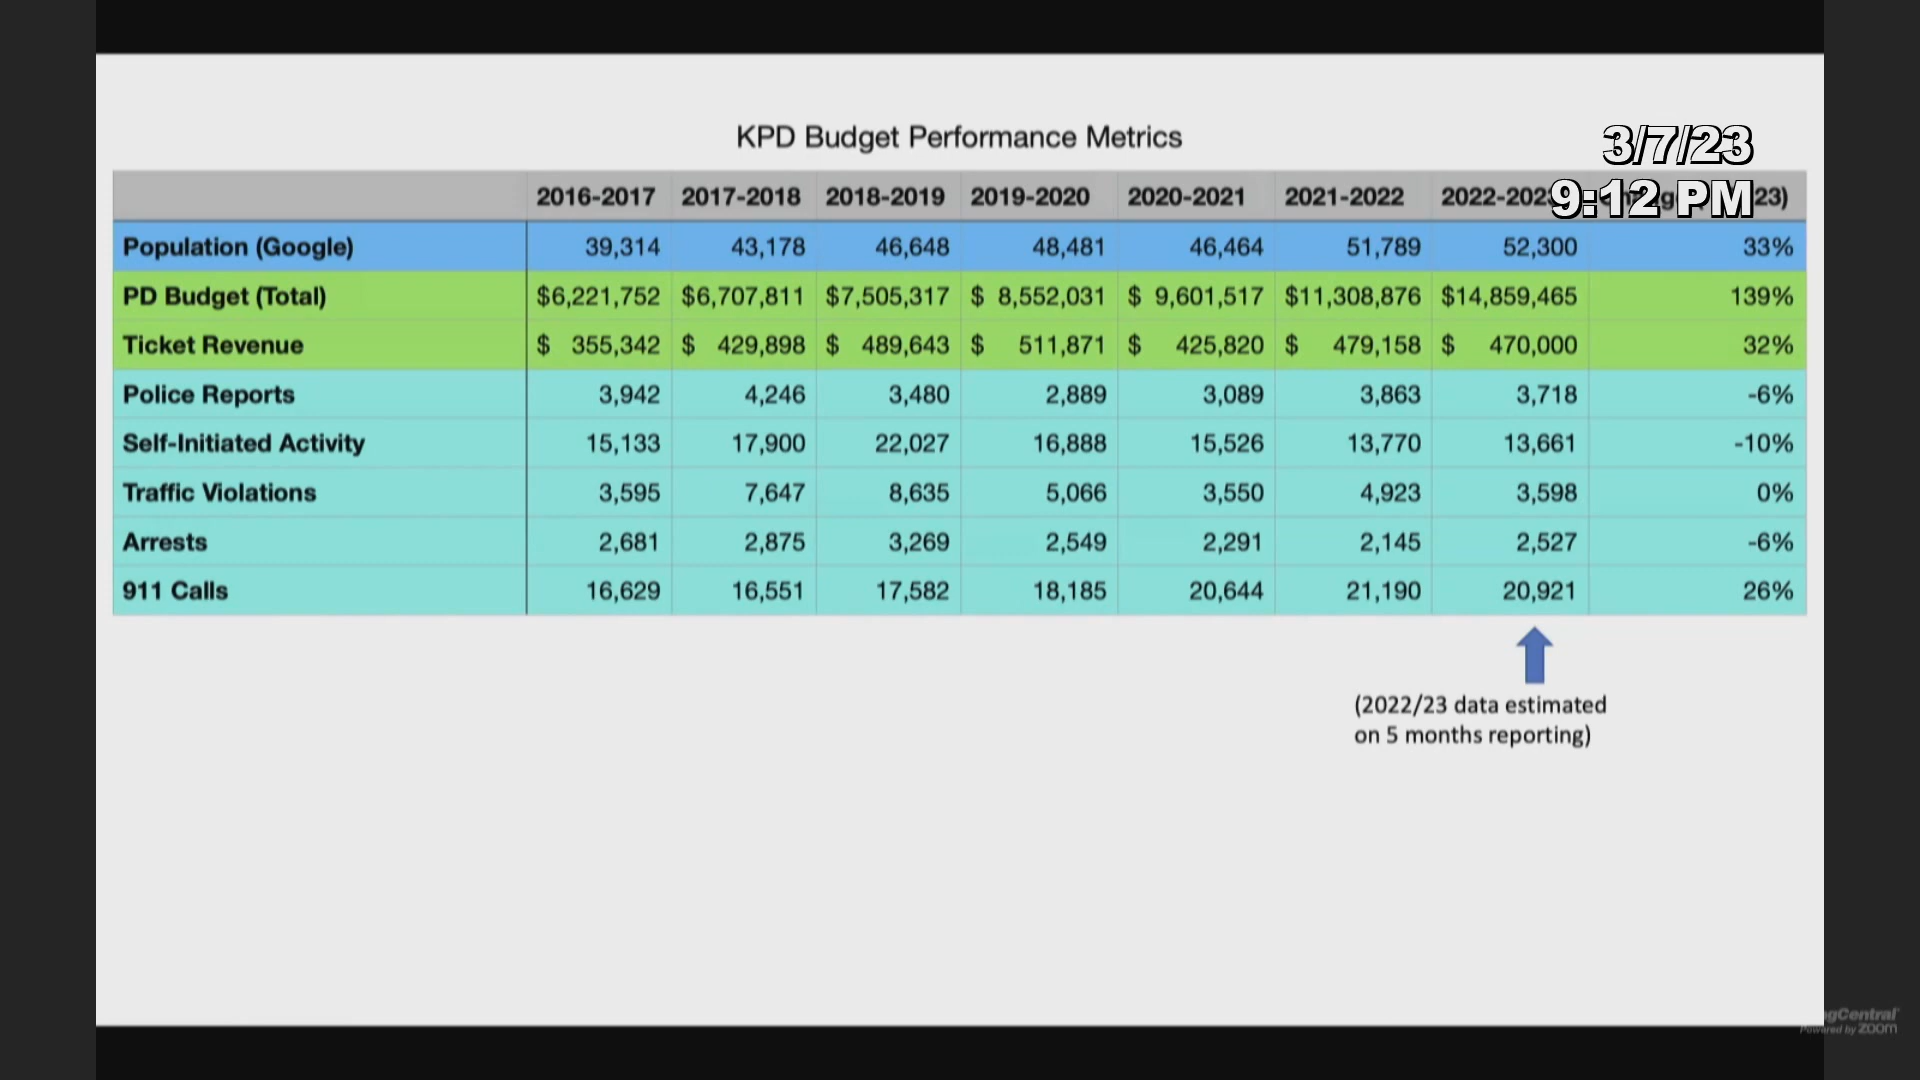 KPD Budget Performance Metrics
3/7/23
9:12 PM
2016-2017 2017-2018 2018-2019 2019-2020 2020-2021 2021-2022 2022-202 23)
Population (Google) 39,314 43,178 46,648 48,481 46,464 51,789 52,300 33%
PD Budget (Total) $6,221,752 $6,707,811 $7,505,317 $ 8,552,031 $ 9,601,517 $11,308,876 $14,859,465 139%
Ticket Revenue $ 355,342 $ 429,898 $ 489,643 $ 511,871 $ 425,820 $ 479,158 $ 470,000 32%
Police Reports 3,942 4,246 3,480 2,889 3,089 3,863 3,718 -6%
Self-Initiated Activity 15,133 17,900 22,027 16,888 15,526 13,770 13,661 -10%
Traffic Violations 3,595 7,647 8,635 5,066 3,550 4,923 3,598 0%
Arrests 2,681 2,875 3,269 2,549 2,291 2,145 2,527 -6%
911 Calls 16,629 16,551 17,582 18,185 20,644 21,190 20,921 26%
(2022/23 data estimated
on 5 months reporting)
gCentral
Powered by zoom